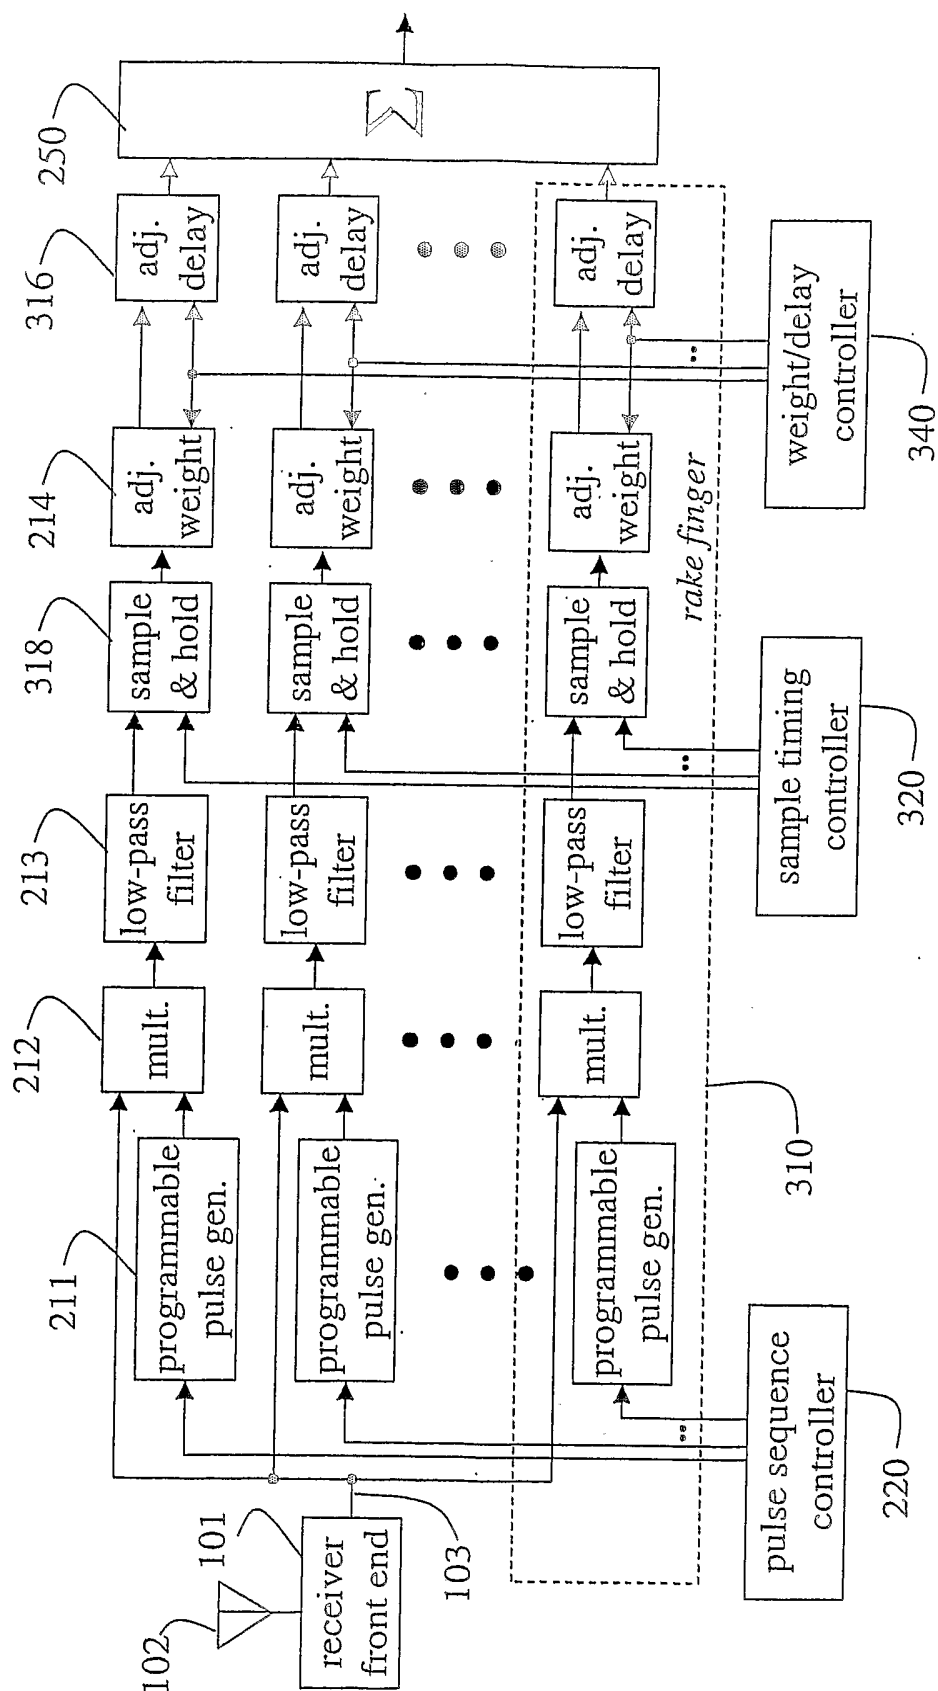 250
Σ
316
adj.
delay
adj.
delay
adj.
delay
214
adj.
weight
adj.
weight
adj.
weight
318
sample
& hold
sample
& hold
sample
& hold
213
low-pass
filter
low-pass
filter
low-pass
filter
212
mult.
mult.
mult.
211
programmable
pulse gen.
programmable
pulse gen.
programmable
pulse gen.
101
102
receiver
front end
103
rake finger
310
weight/delay
controller
340
sample timing
controller
320
pulse sequence
controller
220